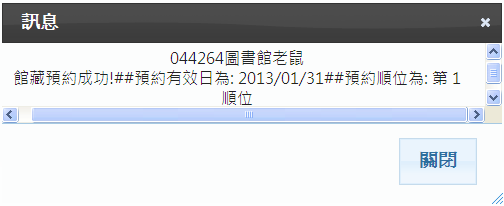 訊息
044264圖書館老鼠
館藏預約成功!##預約有效日為: 2013/01/31##預約順位為: 第 1
順位
關閉